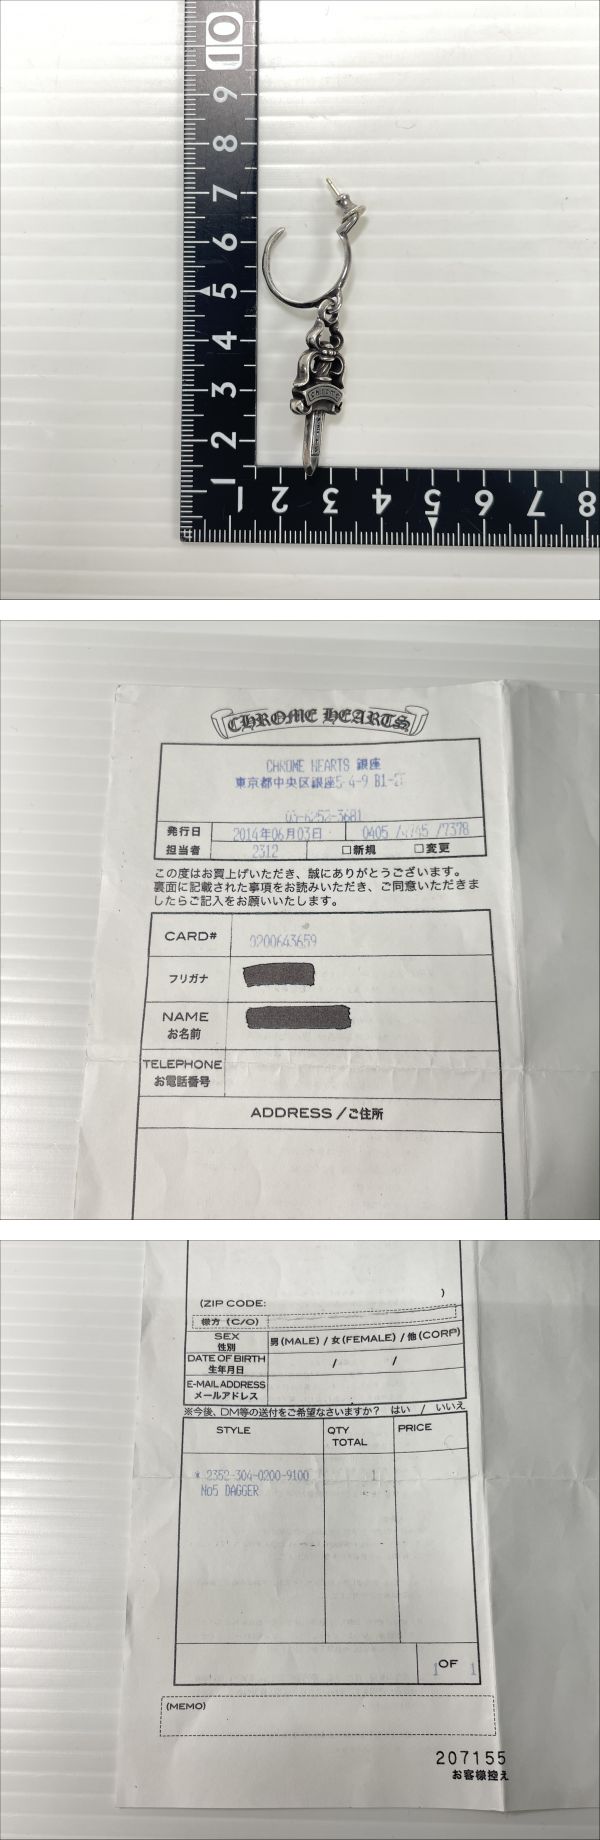 10
9
8
7
6
5
4
3
2
1
1 2 3 4 5 6 7 8
CHROME HEARTS
CHROME HEARTS 銀座
東京都中央区銀座5-4-9 B1-2F
03-6252-3681
発行日 2014年06月03日 0405 /7378
担当者 2312 □新規 □変更
この度はお買上げいただき、誠にありがとうございます。
裏面に記載された事項をお読みいただき、ご同意いただきま
したらご記入をお願いいたします。
CARD# 0200643659
フリガナ
NAME
お名前
TELEPHONE
お電話番号
ADDRESS /ご住所
(ZIP CODE: )
様方 (C/O)
SEX
性別
男(MALE) / 女(FEMALE) / 他(CORP)
DATE OF BIRTH
生年月日
/ /
E-MAIL ADDRESS
メールアドレス
※今後、DM等の送付をご希望なさいますか? はい / いいえ
STYLE QTY TOTAL PRICE
* 2352-304-0200-9100 1
No5 DAGGER
1 OF 1
(MEMO)
207155
お客様控え